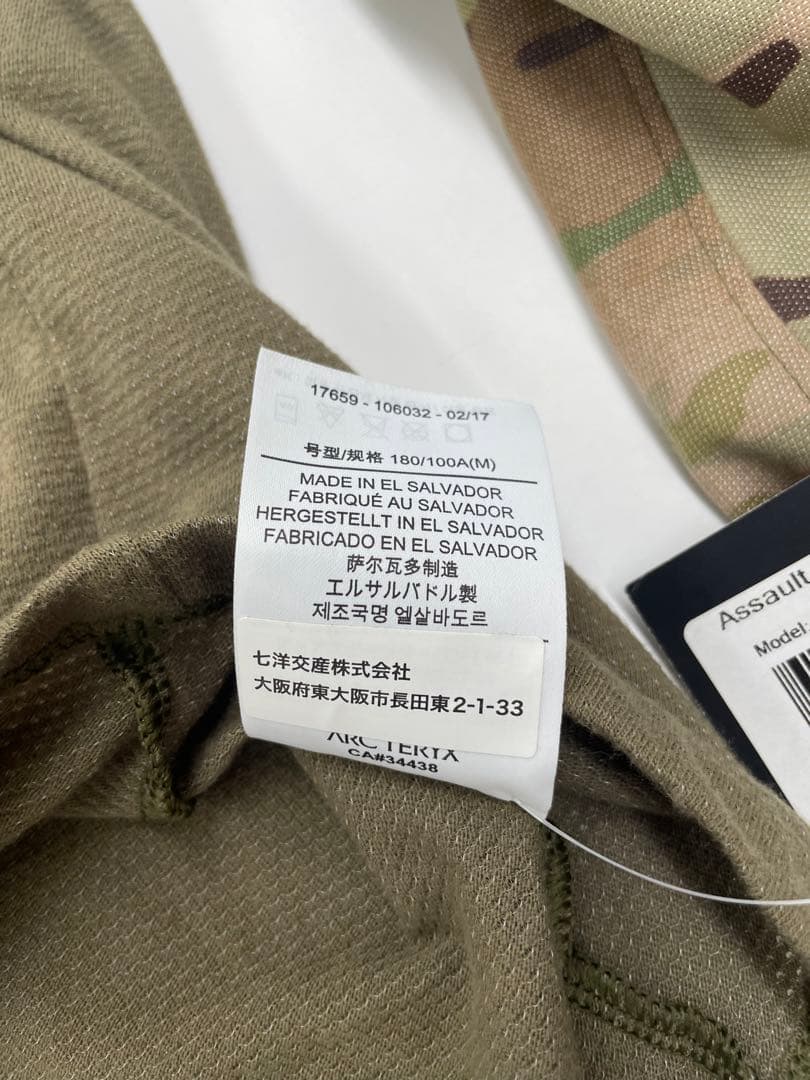 17659 - 106032 - 02/17
号型/规格 180/100A(M)
MADE IN EL SALVADOR
FABRIQUÉ AU SALVADOR
HERGESTELLT IN EL SALVADOR
FABRICADO EN EL SALVADOR
萨尔瓦多制造
エルサルバドル製
제조국명 엘살바도르
七洋交産株式会社
大阪府東大阪市長田東2-1-33
ARC'TERYX
CA#34438
Assault
Model: